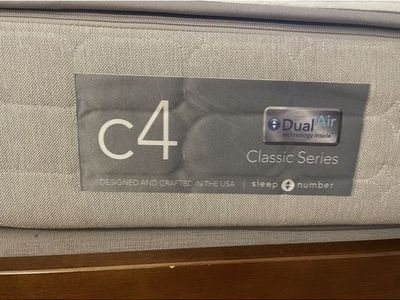 c4
DualAir
technology inside
Classic Series
DESIGNED AND CRAFTED IN THE USA | sleep number